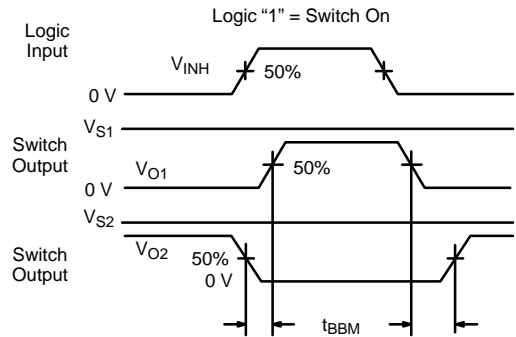 Logic "1" = Switch On
Logic
Input
VINH
50%
0 V
VS1
Switch
Output
VO1
50%
0 V
VS2
VO2
Switch
Output
50%
0 V
tBBM